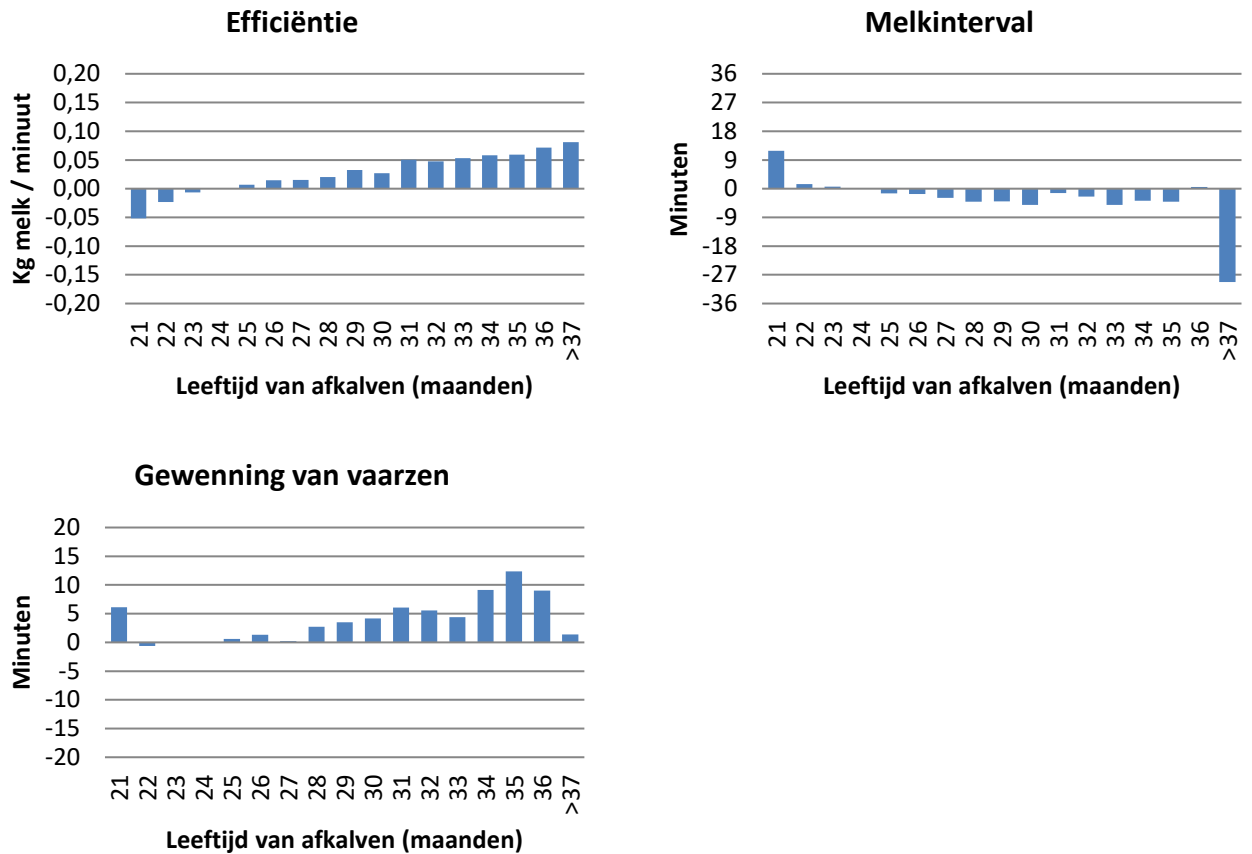 Efficiëntie
0,20
0,15
0,10
0,05
0,00
-0,05
-0,10
-0,15
-0,20
Kg melk / minuut
21 22 23 24 25 26 27 28 29 30 31 32 33 34 35 36 >37
Leeftijd van afkalven (maanden)
Melkinterval
36
27
18
9
0
-9
-18
-27
-36
Minuten
21 22 23 24 25 26 27 28 29 30 31 32 33 34 35 36 >37
Leeftijd van afkalven (maanden)
Gewenning van vaarzen
20
15
10
5
0
-5
-10
-15
-20
Minuten
21 22 23 24 25 26 27 28 29 30 31 32 33 34 35 36 >37
Leeftijd van afkalven (maanden)